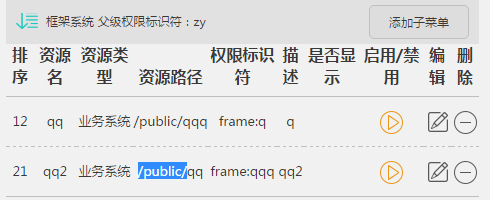 框架系统 父级权限标识符：zy 添加子菜单
排序 资源名 资源类型 资源路径 权限标识符 描述 是否显示 启用/禁用 编辑 删除
12 qq 业务系统 /public/qqq frame:q q
21 qq2 业务系统 /public/qq frame:qqq qq2